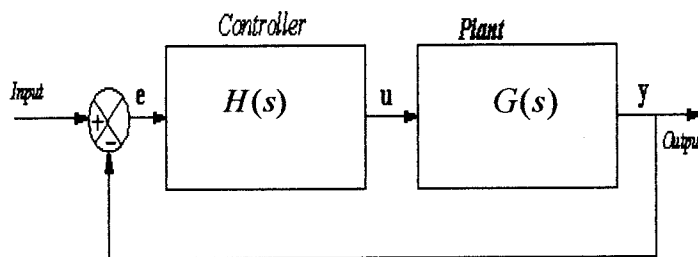 Controller
Plant
Input
e
H(s)
u
G(s)
y
+
-
Output